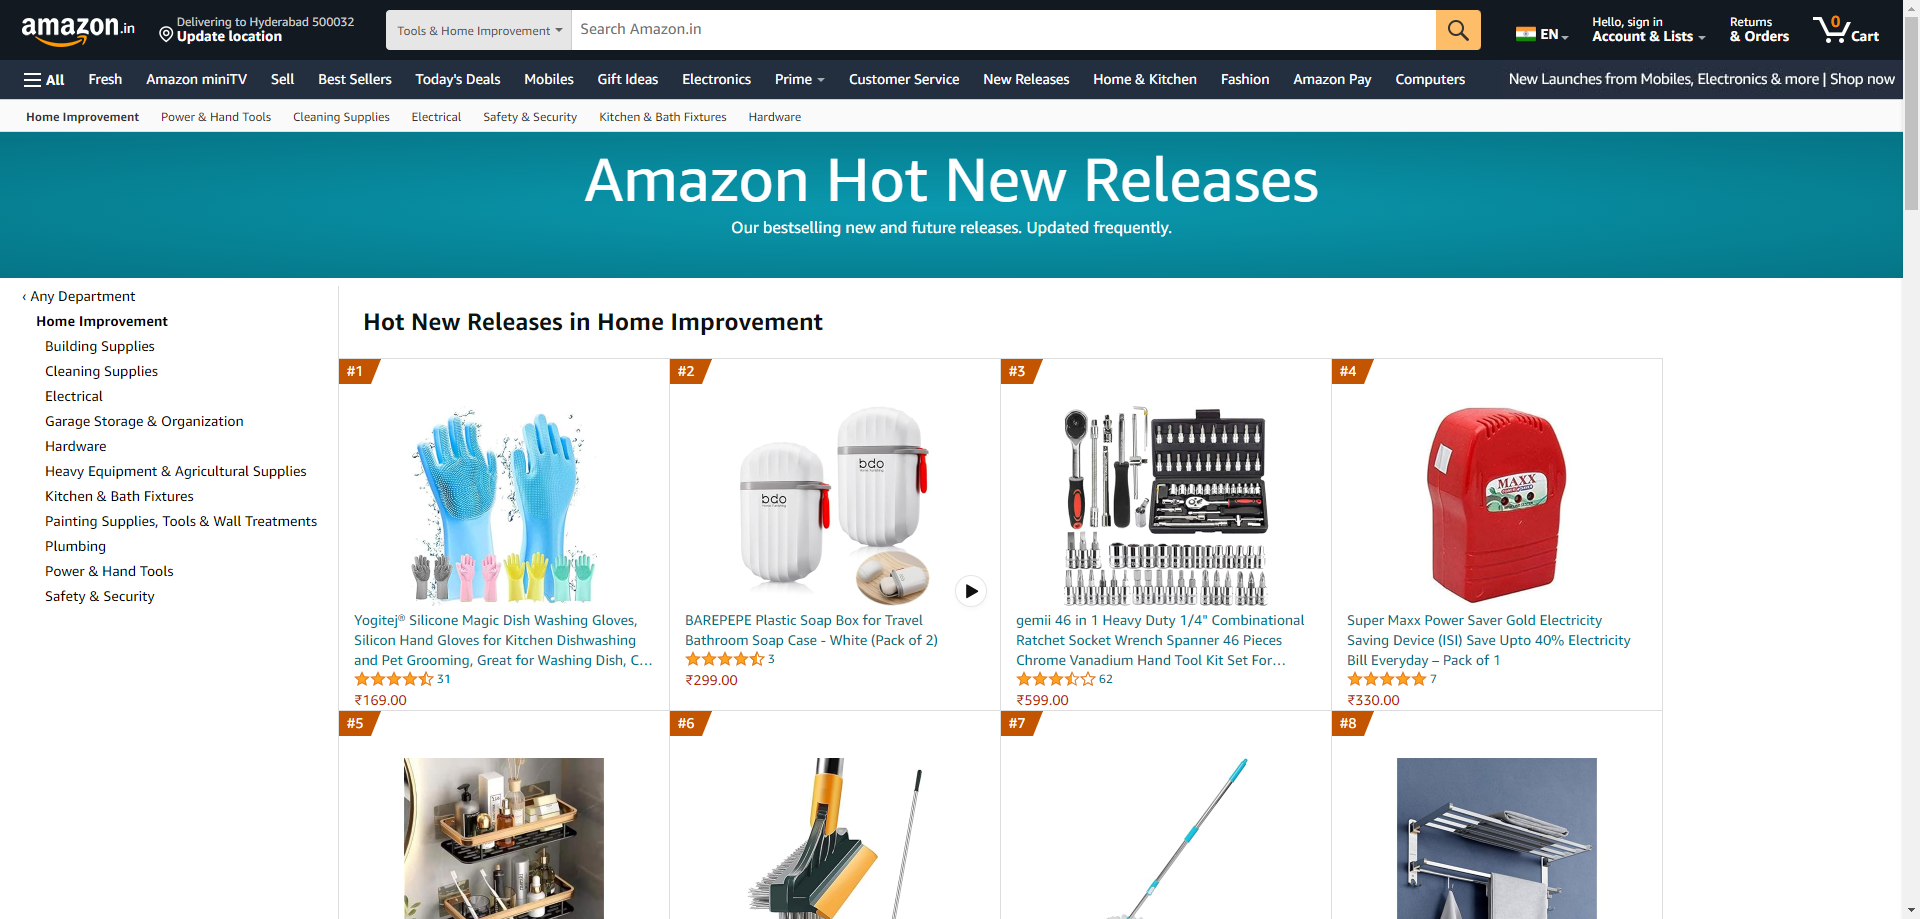 amazon.in
Delivering to Hyderabad 500032
Update location
Tools & Home Improvement
Search Amazon.in
EN
Hello, sign in
Account & Lists
Returns
& Orders
0
Cart
All
Fresh
Amazon miniTV
Sell
Best Sellers
Today's Deals
Mobiles
Gift Ideas
Electronics
Prime
Customer Service
New Releases
Home & Kitchen
Fashion
Amazon Pay
Computers
New Launches from Mobiles, Electronics & more | Shop now
Home Improvement
Power & Hand Tools
Cleaning Supplies
Electrical
Safety & Security
Kitchen & Bath Fixtures
Hardware
Amazon Hot New Releases
Our bestselling new and future releases. Updated frequently.
‹ Any Department
Home Improvement
Building Supplies
Cleaning Supplies
Electrical
Garage Storage & Organization
Hardware
Heavy Equipment & Agricultural Supplies
Kitchen & Bath Fixtures
Painting Supplies, Tools & Wall Treatments
Plumbing
Power & Hand Tools
Safety & Security
Hot New Releases in Home Improvement
#1
Yogitej® Silicone Magic Dish Washing Gloves,
Silicon Hand Gloves for Kitchen Dishwashing
and Pet Grooming, Great for Washing Dish, C...
31
₹169.00
#2
bdo
bdo
BAREPEPE Plastic Soap Box for Travel
Bathroom Soap Case - White (Pack of 2)
3
₹299.00
#3
gemii 46 in 1 Heavy Duty 1/4" Combinational
Ratchet Socket Wrench Spanner 46 Pieces
Chrome Vanadium Hand Tool Kit Set For...
62
₹599.00
#4
MAXX
Super Maxx Power Saver Gold Electricity
Saving Device (ISI) Save Upto 40% Electricity
Bill Everyday – Pack of 1
7
₹330.00
#5
#6
#7
#8